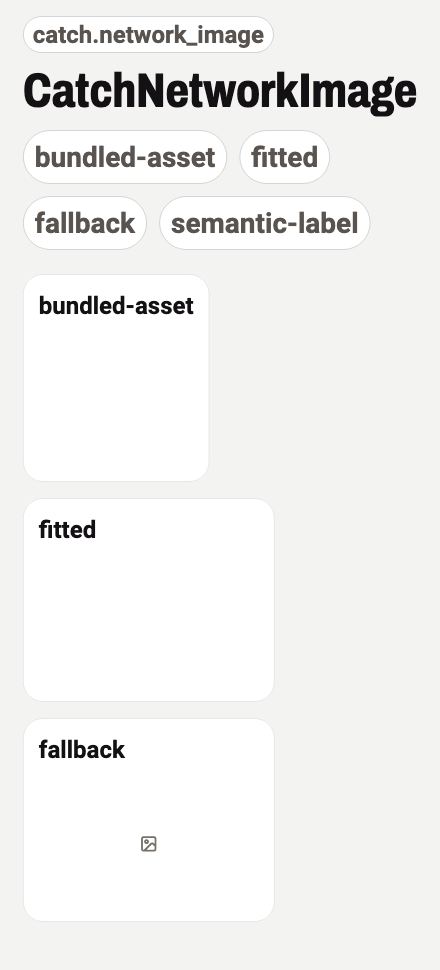 catch.network_image
CatchNetworkImage
bundled-asset fitted
fallback semantic-label
bundled-asset
fitted
fallback